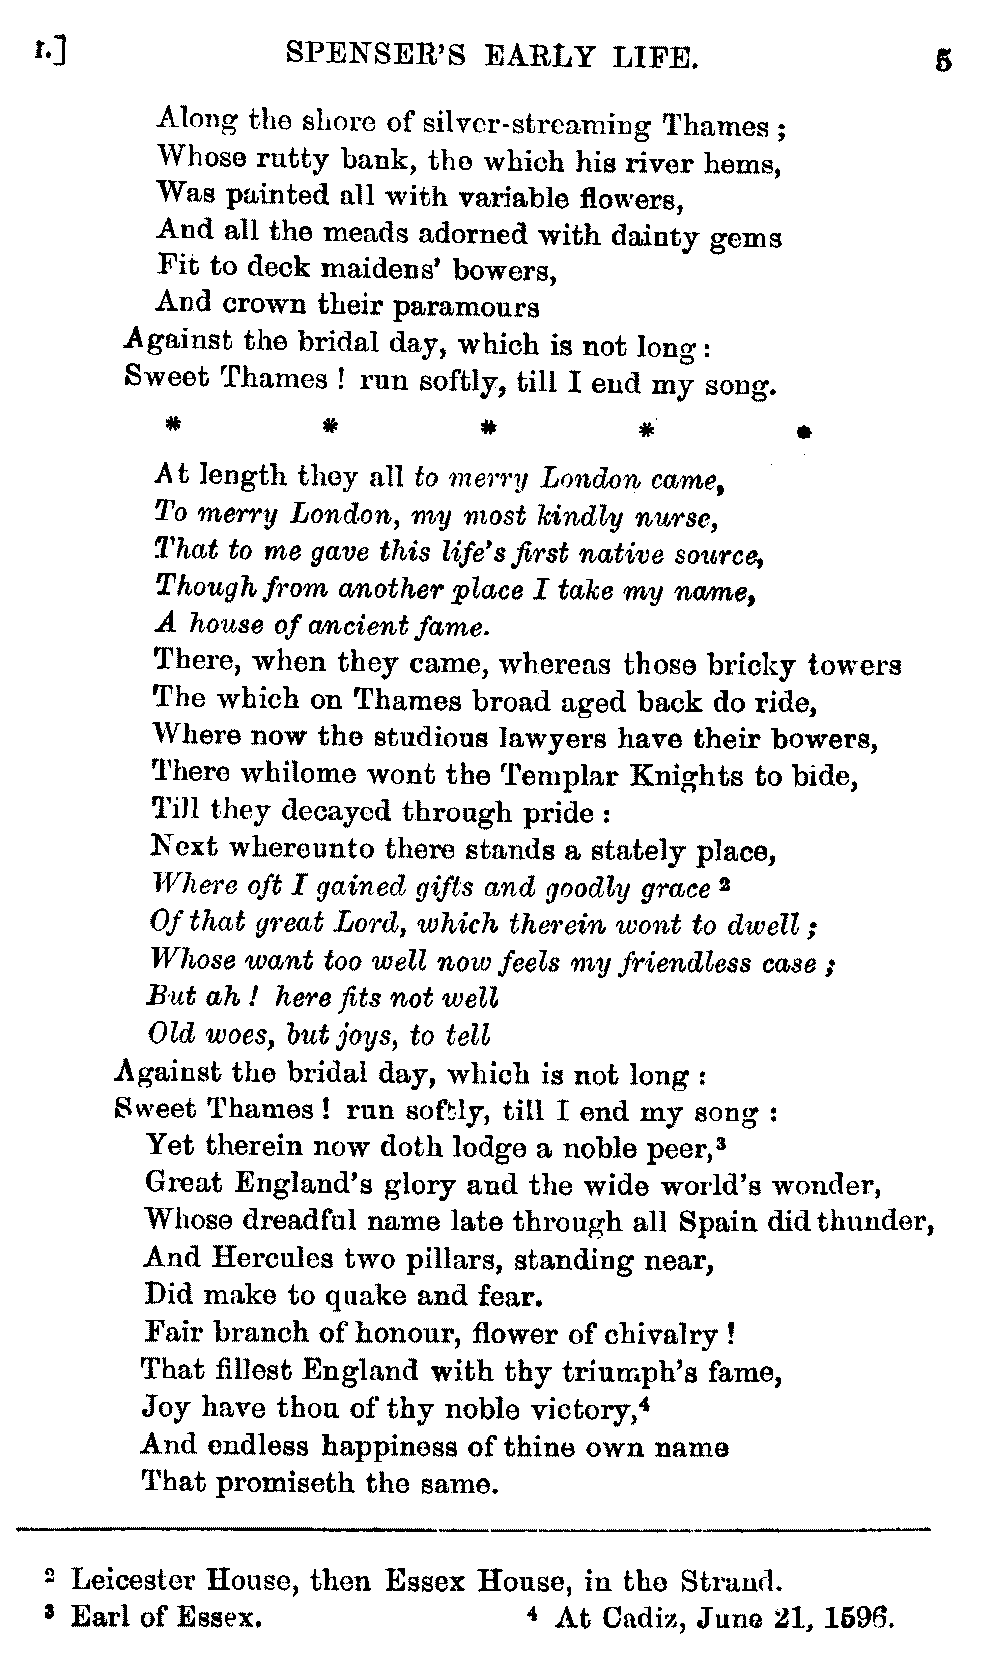 I.] SPENSER'S EARLY LIFE. 5
Along the shore of silver-streaming Thames;
Whose rutty bank, the which his river hems,
Was painted all with variable flowers,
And all the meads adorned with dainty gems
Fit to deck maidens' bowers,
And crown their paramours
Against the bridal day, which is not long:
Sweet Thames! run softly, till I end my song.
* * * * *
At length they all to merry London came,
To merry London, my most kindly nurse,
That to me gave this life's first native source,
Though from another place I take my name,
A house of ancient fame.
There, when they came, whereas those bricky towers
The which on Thames broad aged back do ride,
Where now the studious lawyers have their bowers,
There whilome wont the Templar Knights to bide,
Till they decayed through pride:
Next whereunto there stands a stately place,
Where oft I gained gifts and goodly grace ²
Of that great Lord, which therein wont to dwell;
Whose want too well now feels my friendless case;
But ah! here fits not well
Old woes, but joys, to tell
Against the bridal day, which is not long:
Sweet Thames! run softly, till I end my song:
Yet therein now doth lodge a noble peer,³
Great England's glory and the wide world's wonder,
Whose dreadful name late through all Spain did thunder,
And Hercules two pillars, standing near,
Did make to quake and fear.
Fair branch of honour, flower of chivalry!
That fillest England with thy triumph's fame,
Joy have thou of thy noble victory,⁴
And endless happiness of thine own name
That promiseth the same.
² Leicester House, then Essex House, in the Strand.
³ Earl of Essex. ⁴ At Cadiz, June 21, 1596.